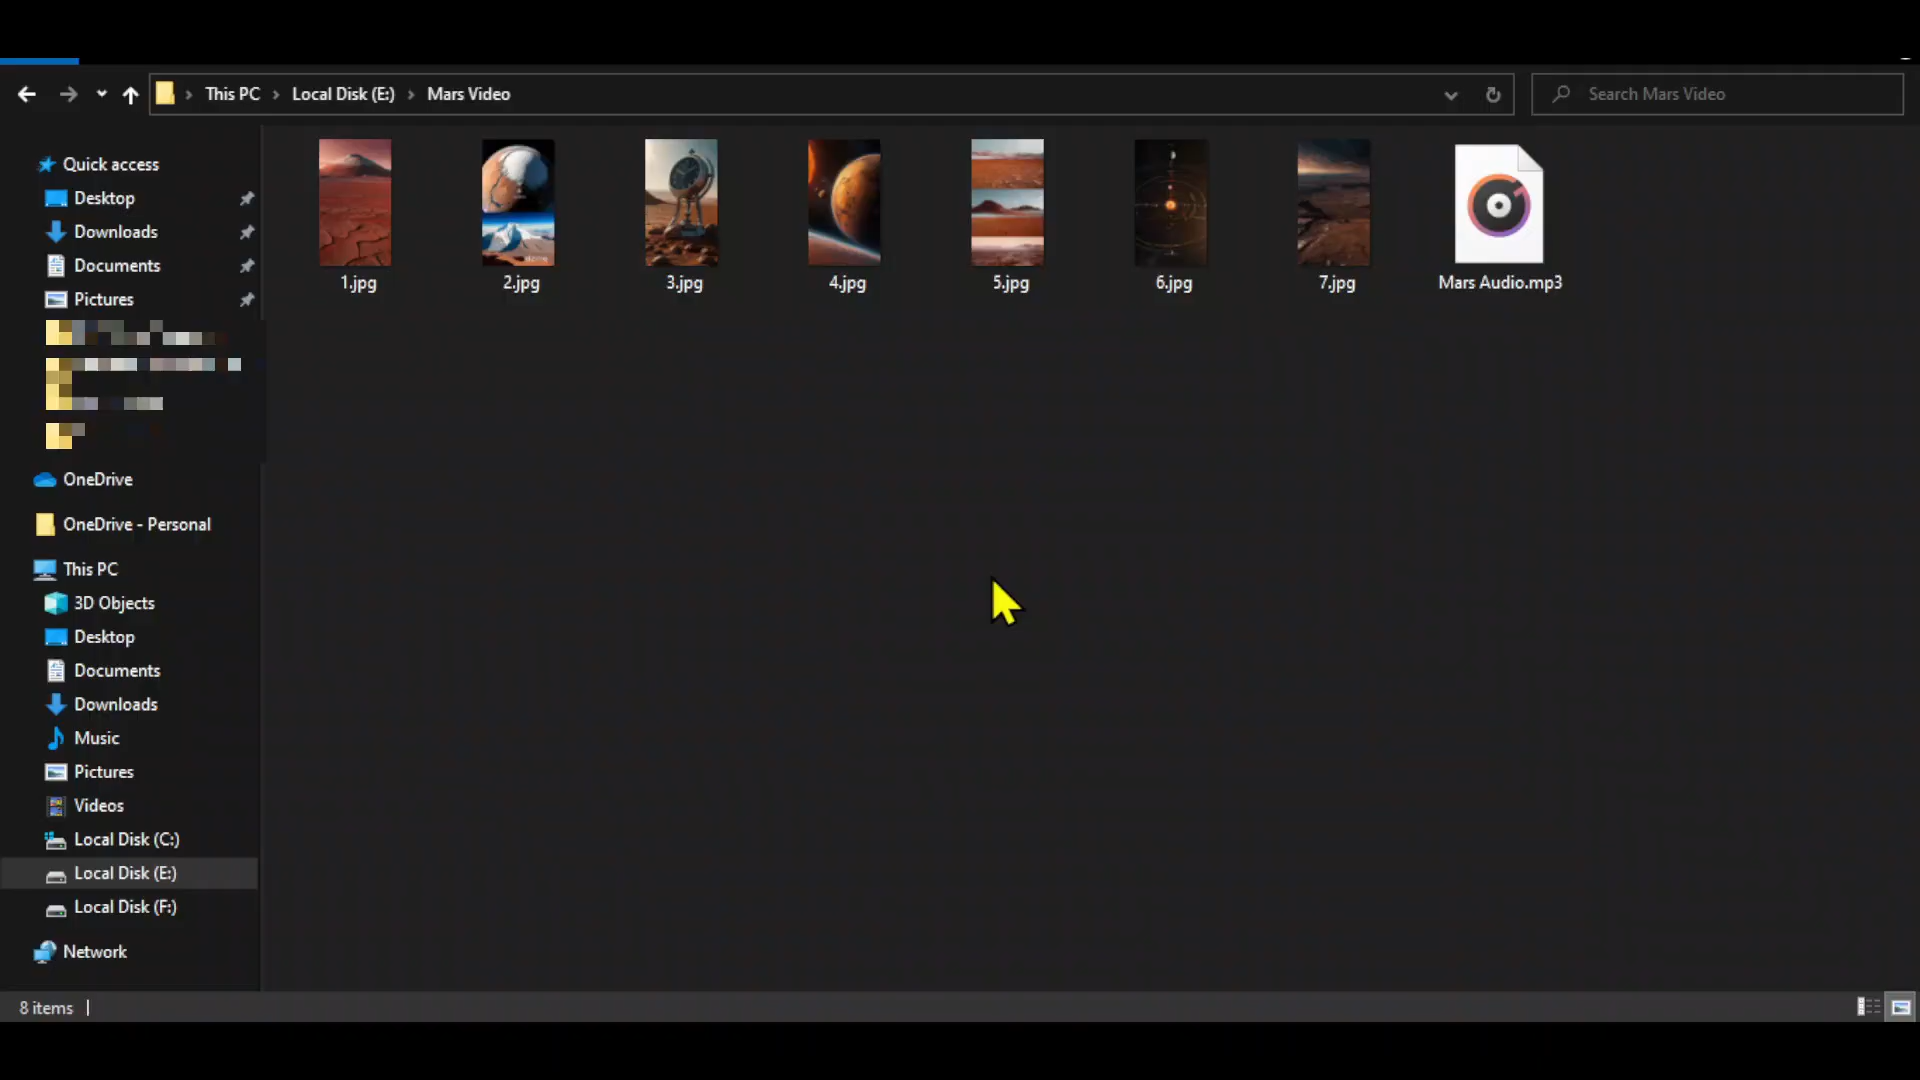 This PC
Local Disk (E:)
Mars Video
Search Mars Video
Quick access
Desktop
Downloads
Documents
Pictures
OneDrive
OneDrive - Personal
This PC
3D Objects
Desktop
Documents
Downloads
Music
Pictures
Videos
Local Disk (C:)
Local Disk (E:)
Local Disk (F:)
Network
1.jpg
2.jpg
3.jpg
4.jpg
5.jpg
6.jpg
7.jpg
Mars Audio.mp3
8 items